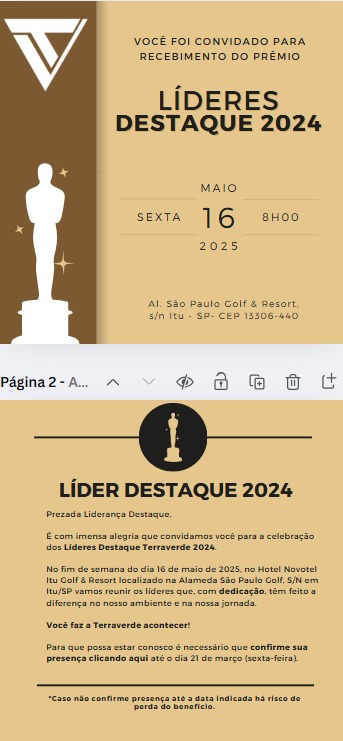 VOCÊ FOI CONVIDADO PARA
RECEBIMENTO DO PRÊMIO
LÍDERES
DESTAQUE 2024
MAIO
SEXTA 16 8H00
2025
Al. São Paulo Golf & Resort,
s/n Itu - SP- CEP 13306-440
Página 2 - A...
LÍDER DESTAQUE 2024
Prezada Liderança Destaque,
É com imensa alegria que convidamos você para a celebração
dos Líderes Destaque Terraverde 2024.
No fim de semana do dia 16 de maio de 2025, no Hotel Novotel
Itu Golf & Resort localizado na Alameda São Paulo Golf, S/N em
Itu/SP vamos reunir os líderes que, com dedicação, têm feito a
diferença no nosso ambiente e na nossa jornada.
Você faz a Terraverde acontecer!
Para que possa estar conosco é necessário que confirme sua
presença clicando aqui até o dia 21 de março (sexta-feira).
*Caso não confirme presença até a data indicada há risco de
perda do benefício.